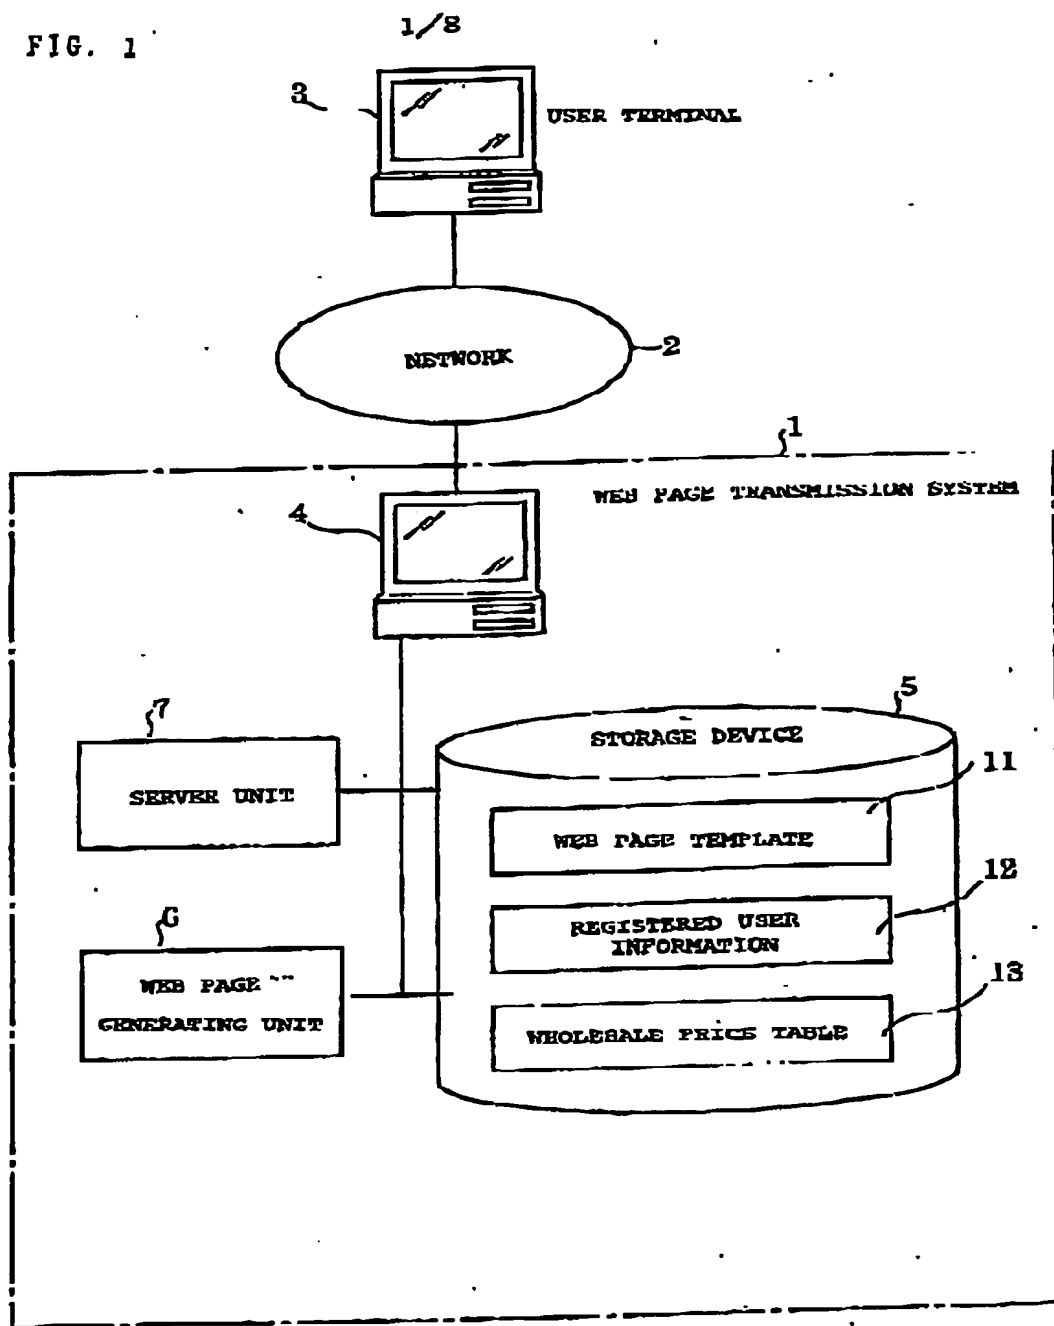 1/8
FIG. 1
3
USER TERMINAL
NETWORK
2
1
WEB PAGE TRANSMISSION SYSTEM
4
5
7
STORAGE DEVICE
11
SERVER UNIT
WEB PAGE TEMPLATE
12
6
REGISTERED USER
INFORMATION
13
WEB PAGE
GENERATING UNIT
WHOLESALE PRICE TABLE